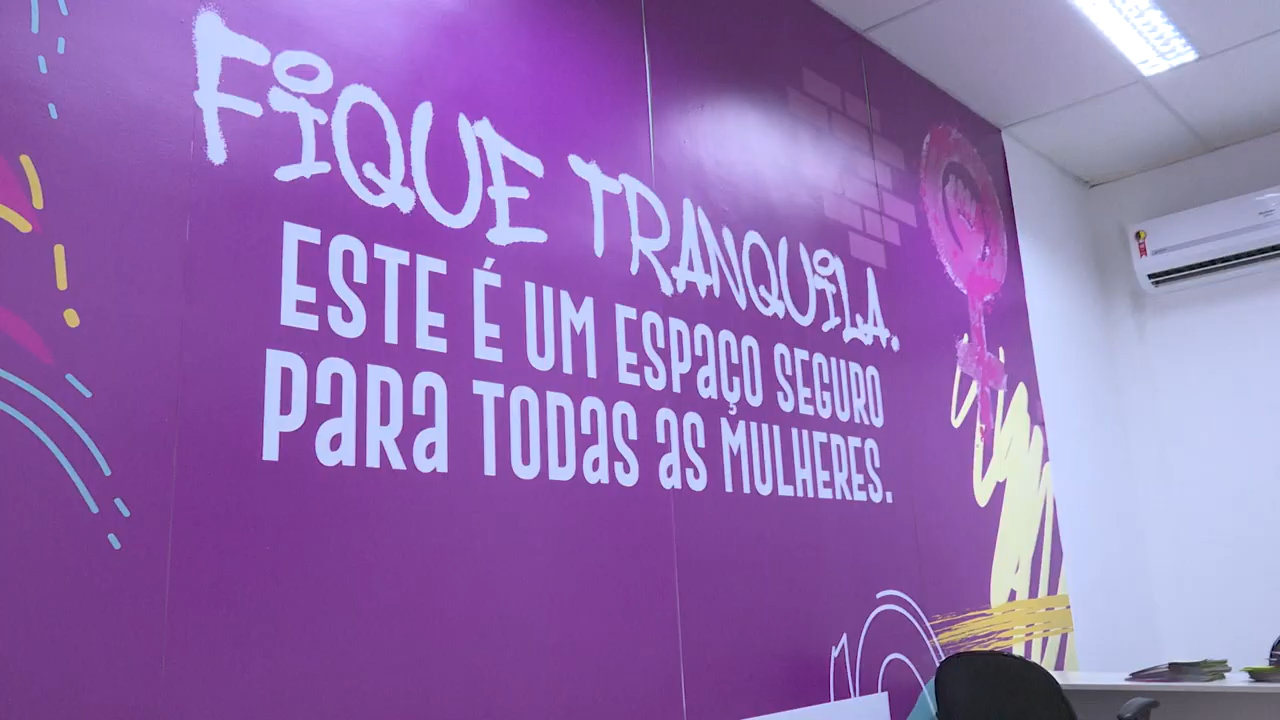 FiQUE TRANQUiLA.
ESTE É UM ESPAÇO SEGURO
PARA TODAS AS MULHERES.